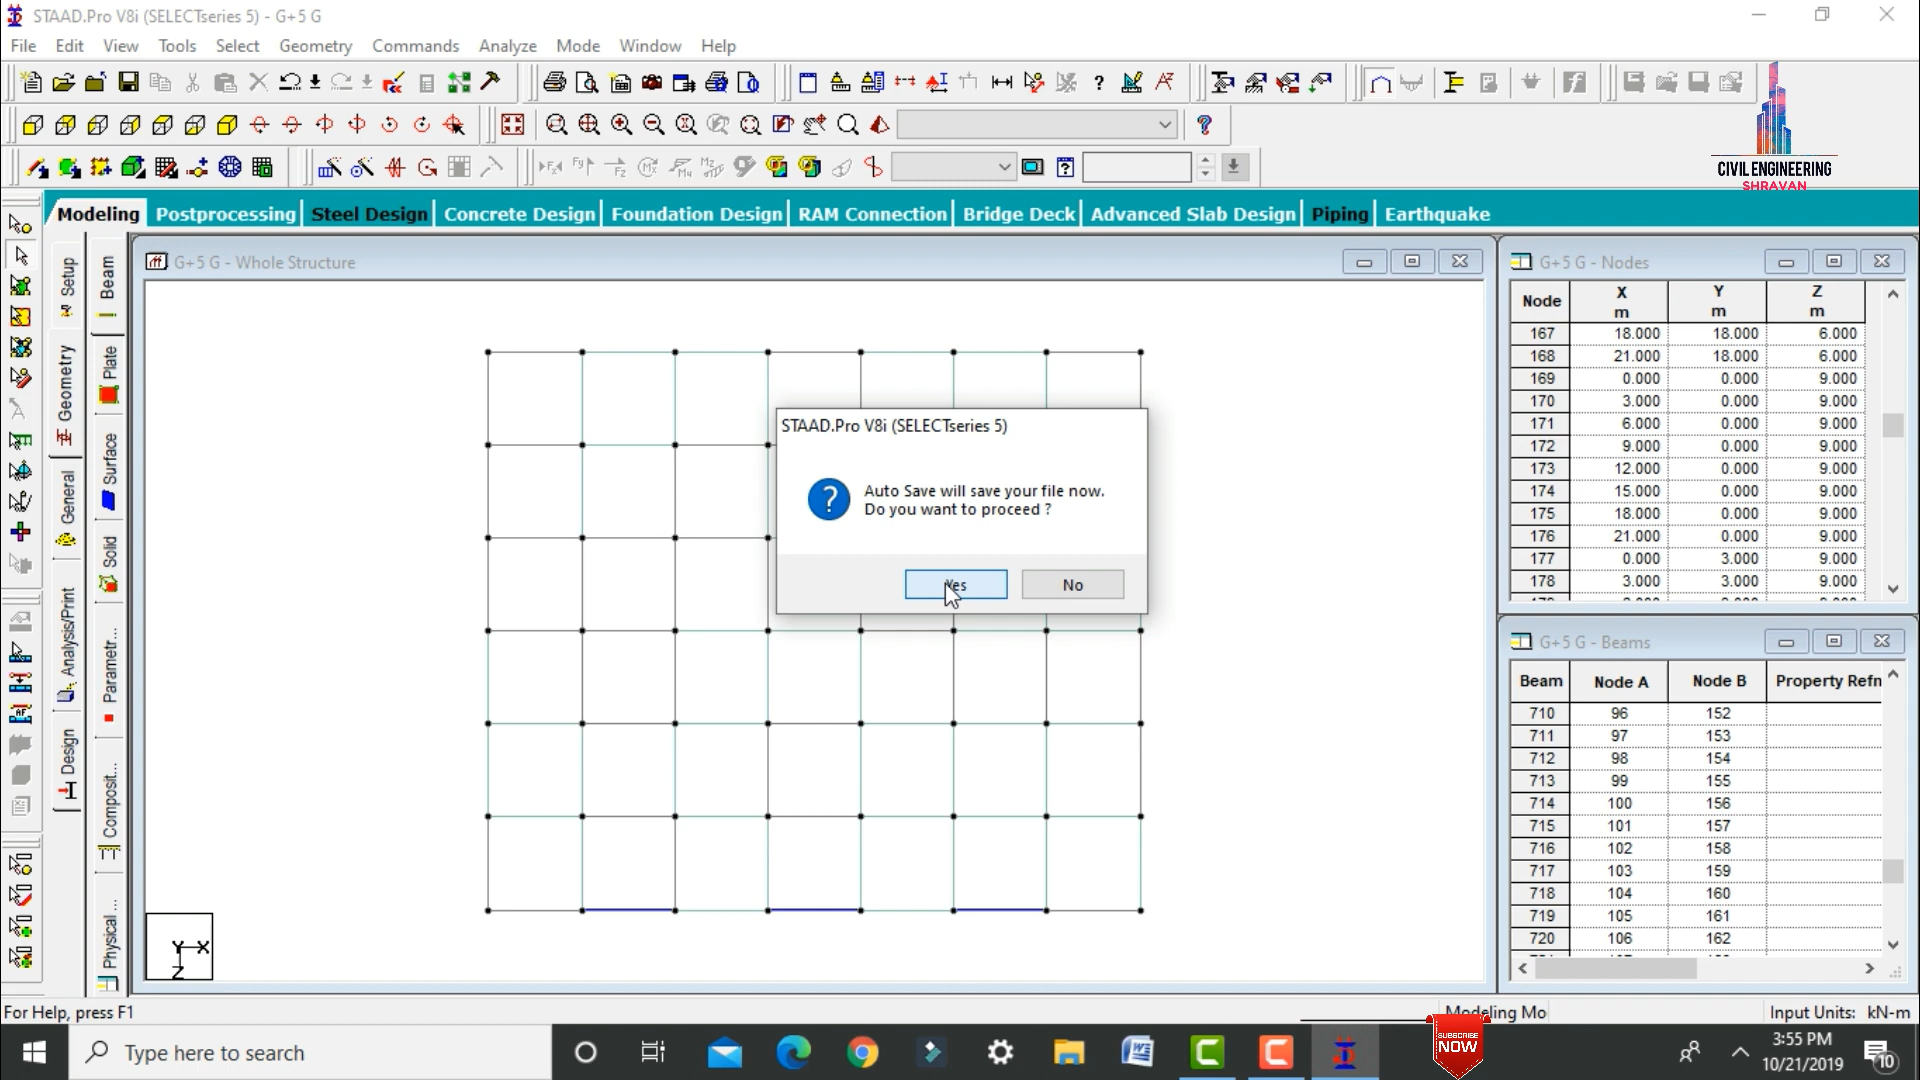 STAAD.Pro V8i (SELECTseries 5) - G+5 G
File Edit View Tools Select Geometry Commands Analyze Mode Window Help
CIVIL ENGINEERING
SHRAVAN
Modeling Postprocessing Steel Design Concrete Design Foundation Design RAM Connection Bridge Deck Advanced Slab Design Piping Earthquake
Setup
Geometry
General
Analysis/Print
Design
Beam
Plate
Surface
Solid
Parametr...
Composit...
Physical ...
G+5 G - Whole Structure
STAAD.Pro V8i (SELECTseries 5)
Auto Save will save your file now.
Do you want to proceed ?
Yes No
Y X
Z
G+5 G - Nodes
Node X m Y m Z m
167 18.000 18.000 6.000
168 21.000 18.000 6.000
169 0.000 0.000 9.000
170 3.000 0.000 9.000
171 6.000 0.000 9.000
172 9.000 0.000 9.000
173 12.000 0.000 9.000
174 15.000 0.000 9.000
175 18.000 0.000 9.000
176 21.000 0.000 9.000
177 0.000 3.000 9.000
178 3.000 3.000 9.000
G+5 G - Beams
Beam Node A Node B Property Refn
710 96 152
711 97 153
712 98 154
713 99 155
714 100 156
715 101 157
716 102 158
717 103 159
718 104 160
719 105 161
720 106 162
For Help, press F1
Modeling Mo
Input Units: kN-m
SUBSCRIBE
NOW
Type here to search
3:55 PM
10/21/2019
10